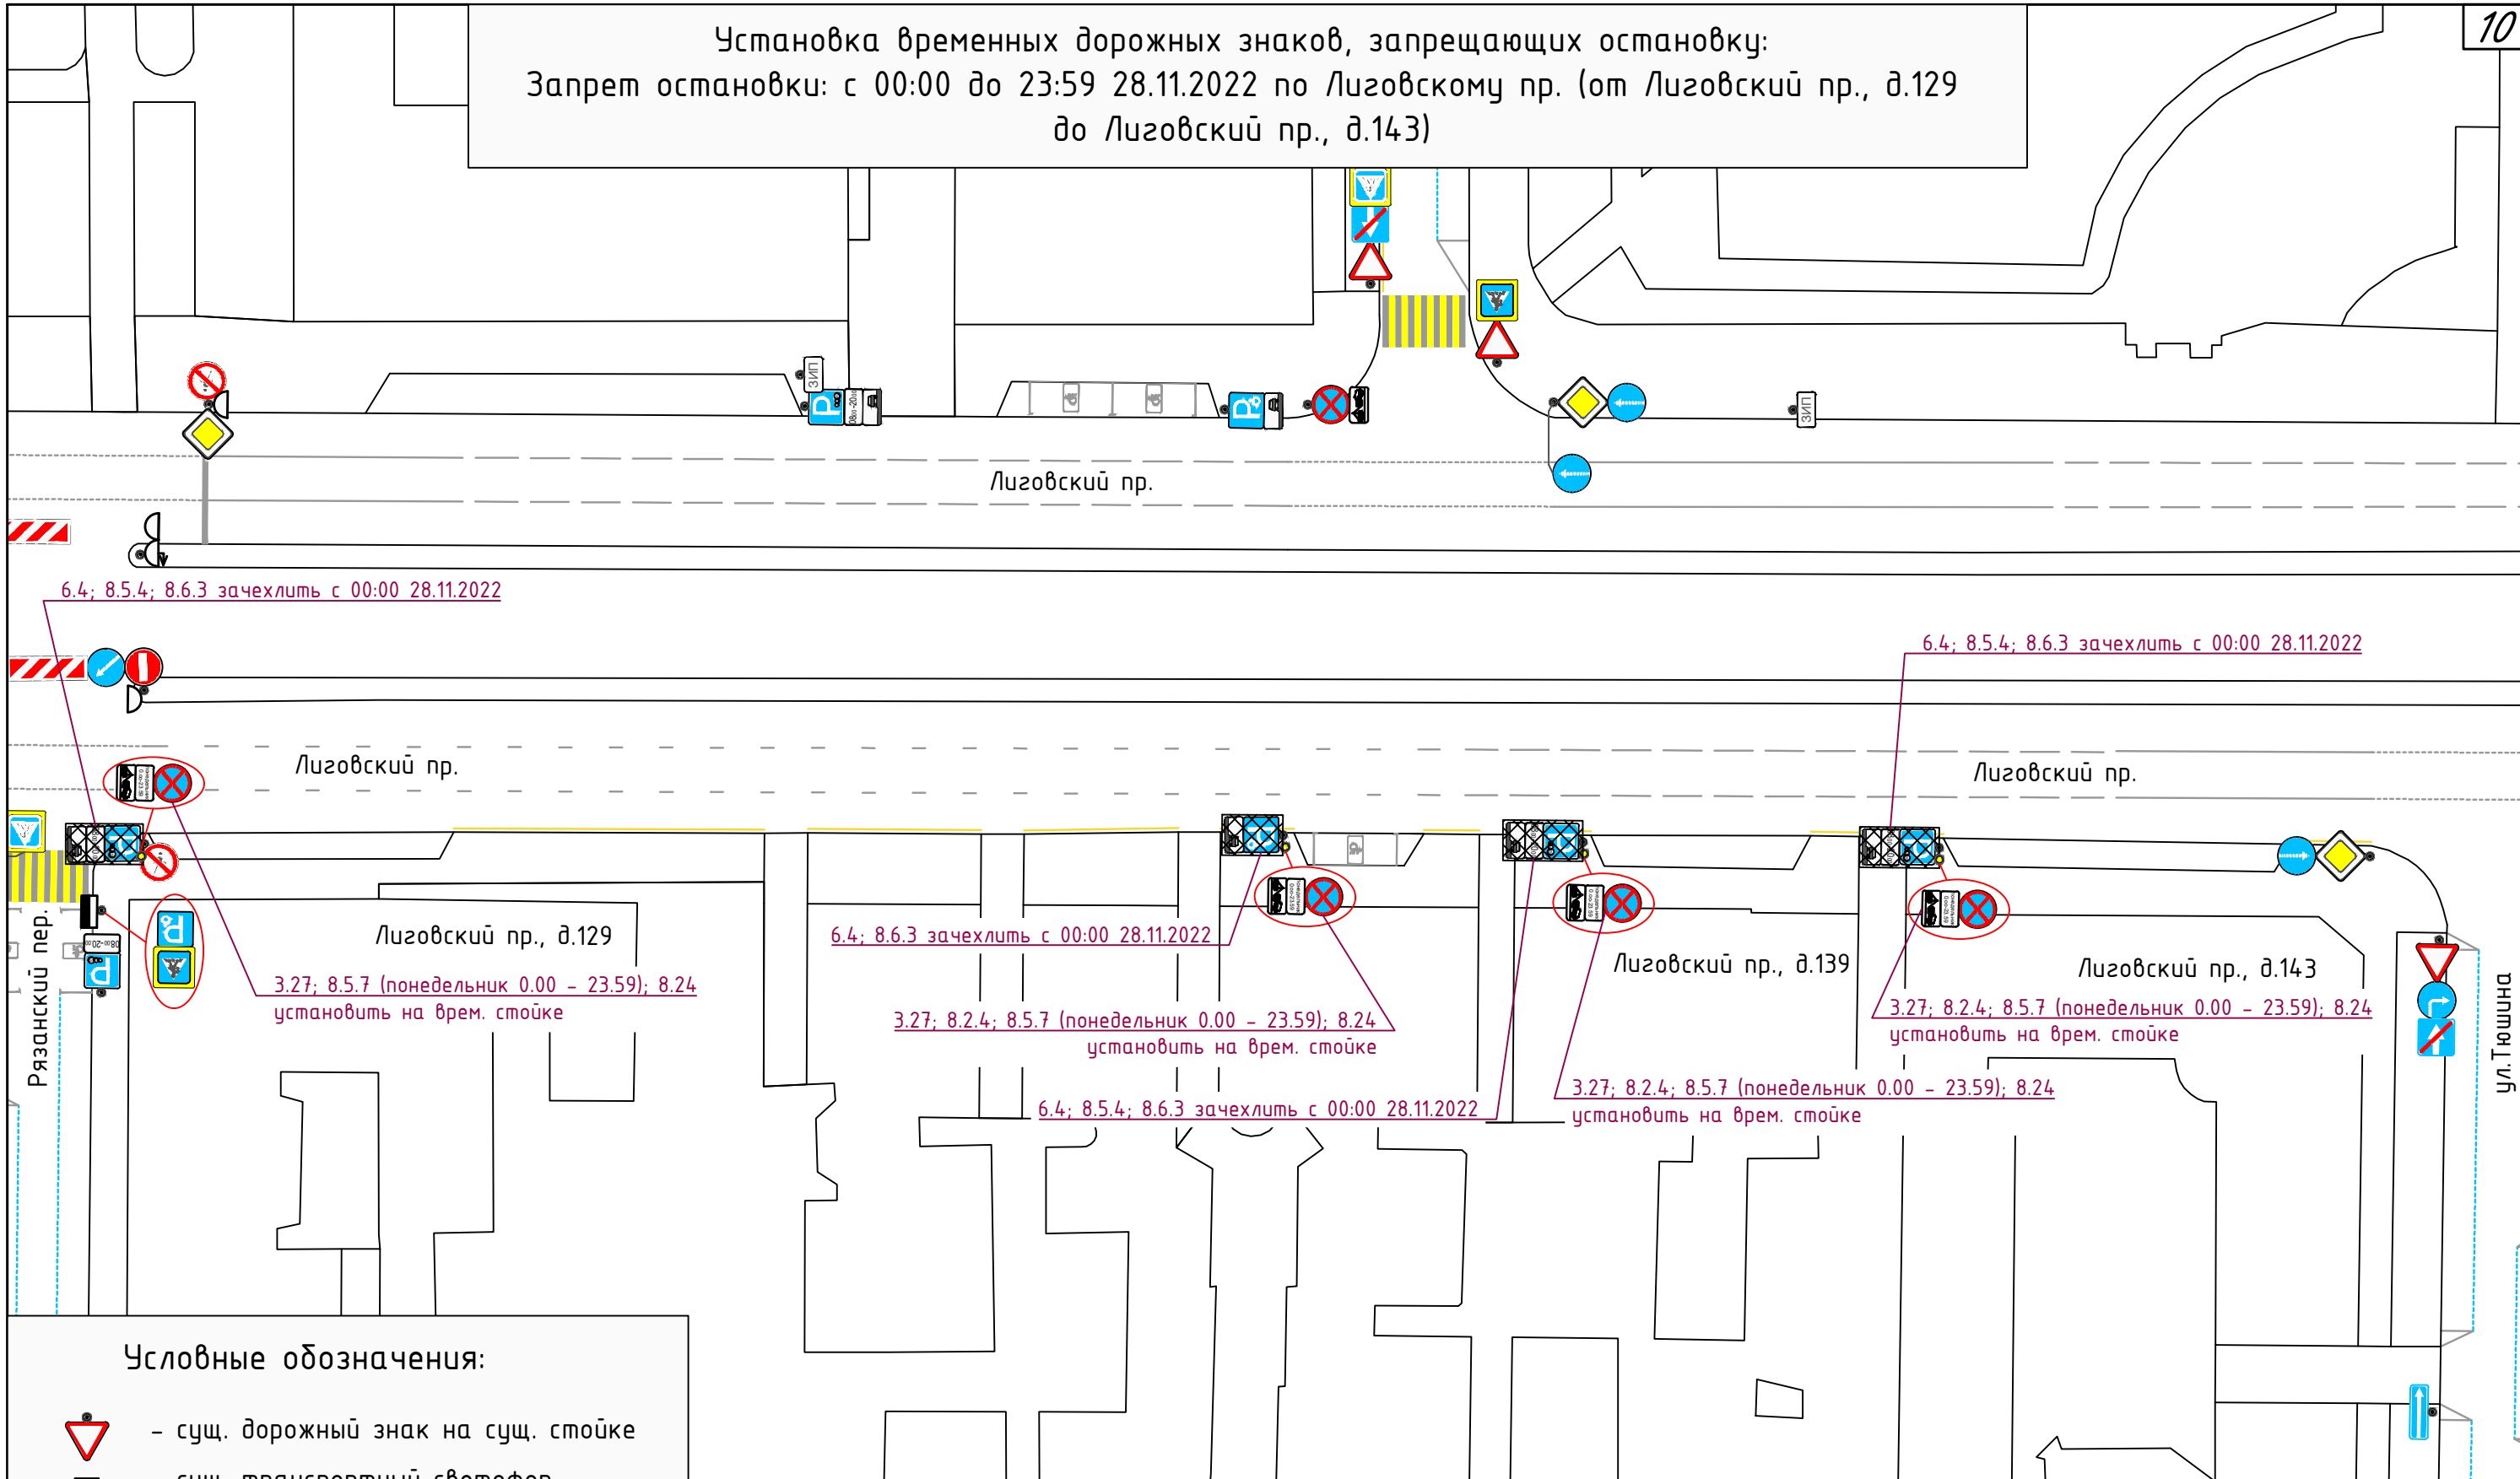 10
Установка временных дорожных знаков, запрещающих остановку:
Запрет остановки: с 00:00 до 23:59 28.11.2022 по Лиговскому пр. (от Лиговский пр., д.129
до Лиговский пр., д.143)
ЗИП
08:00-20:00
ЗИП
Лиговский пр.
6.4; 8.5.4; 8.6.3 зачехлить с 00:00 28.11.2022
6.4; 8.5.4; 8.6.3 зачехлить с 00:00 28.11.2022
Лиговский пр.
Лиговский пр.
Рязанский пер.
08:00-20:00
Лиговский пр., д.129
3.27; 8.5.7 (понедельник 0.00 – 23.59); 8.24
установить на врем. стойке
6.4; 8.6.3 зачехлить с 00:00 28.11.2022
3.27; 8.2.4; 8.5.7 (понедельник 0.00 – 23.59); 8.24
установить на врем. стойке
6.4; 8.5.4; 8.6.3 зачехлить с 00:00 28.11.2022
Лиговский пр., д.139
3.27; 8.2.4; 8.5.7 (понедельник 0.00 – 23.59); 8.24
установить на врем. стойке
Лиговский пр., д.143
3.27; 8.2.4; 8.5.7 (понедельник 0.00 – 23.59); 8.24
установить на врем. стойке
ул. Тюшина
Условные обозначения:
– сущ. дорожный знак на сущ. стойке